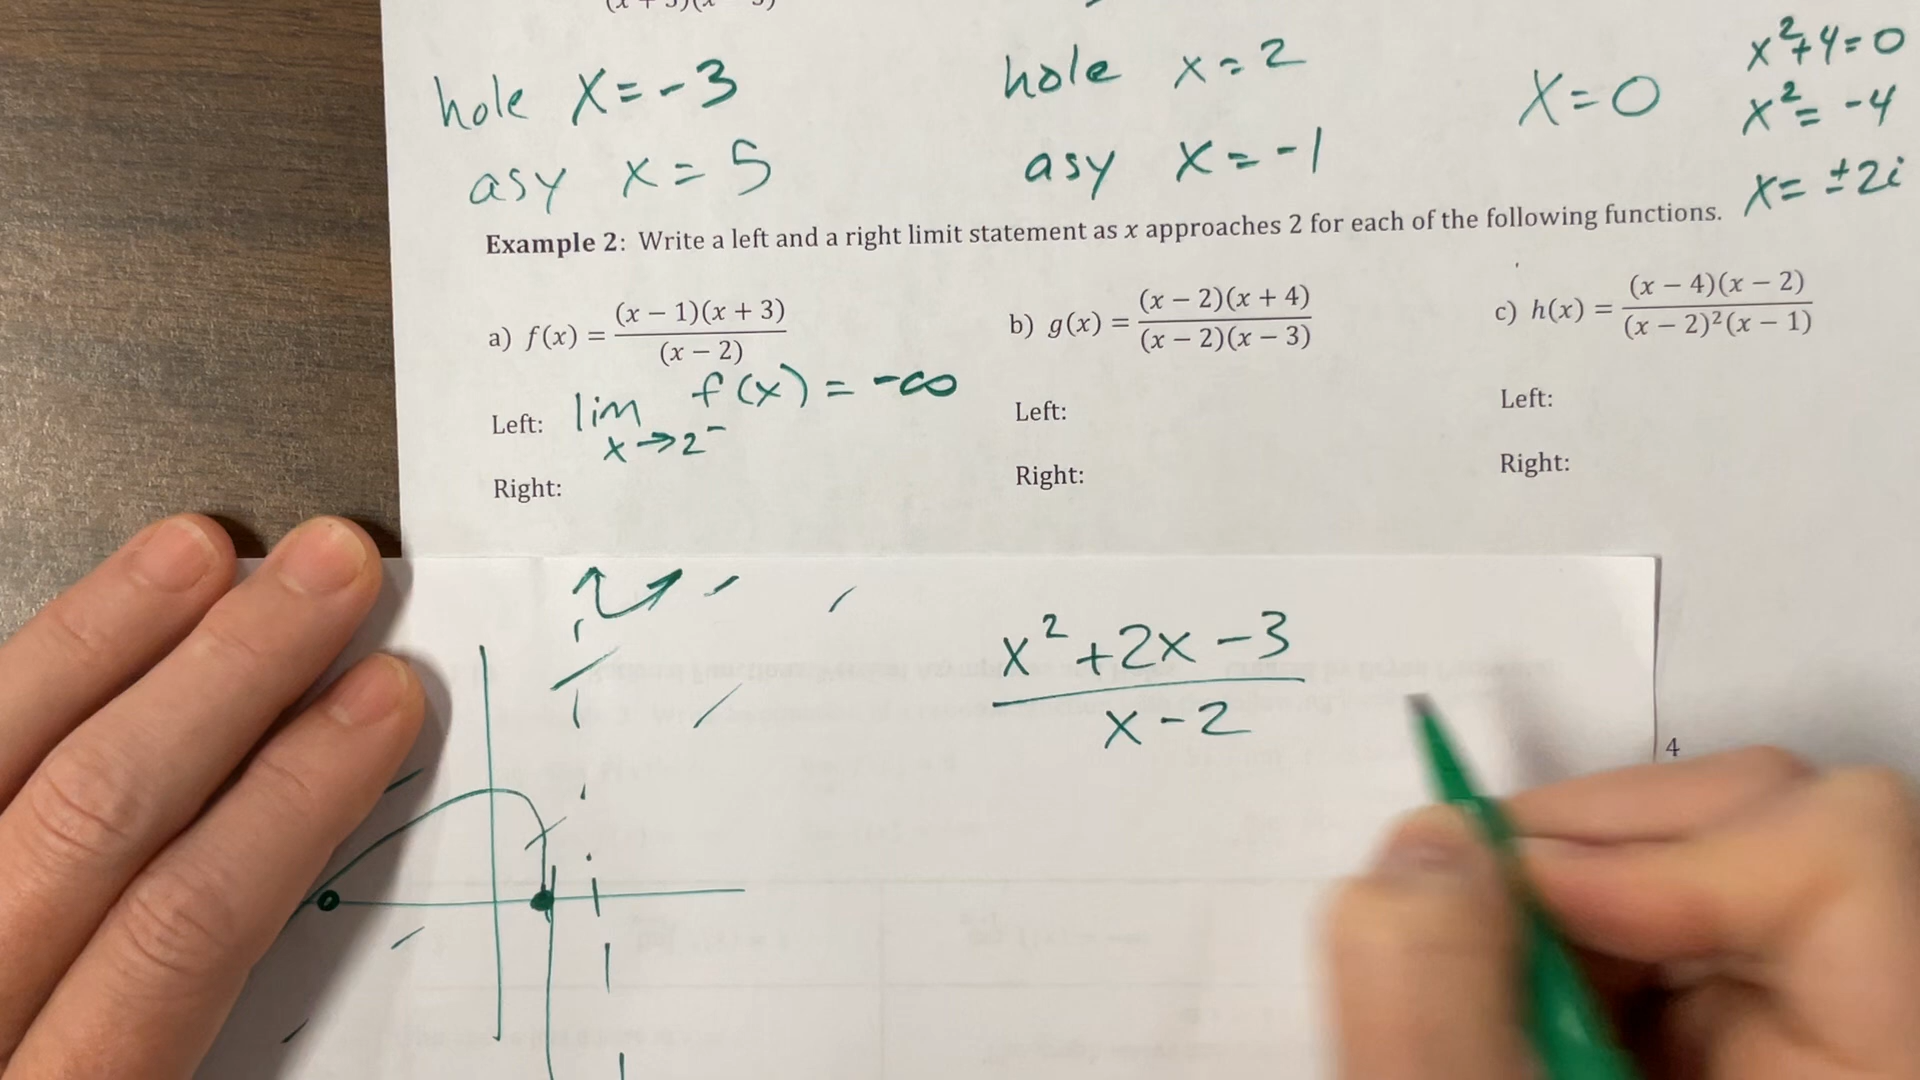 hole x = -3
asy x = 5
hole x = 2
asy x = -1
x = 0
x² + 4 = 0
x² = -4
x = ±2i
Example 2: Write a left and a right limit statement as x approaches 2 for each of the following functions.
a) f(x) = (x − 1)(x + 3) / (x − 2)
Left: lim x→2⁻ f(x) = -∞
Right:
b) g(x) = (x − 2)(x + 4) / (x − 2)(x − 3)
Left:
Right:
c) h(x) = (x − 4)(x − 2) / (x − 2)²(x − 1)
Left:
Right:
x² + 2x - 3 / x - 2
4